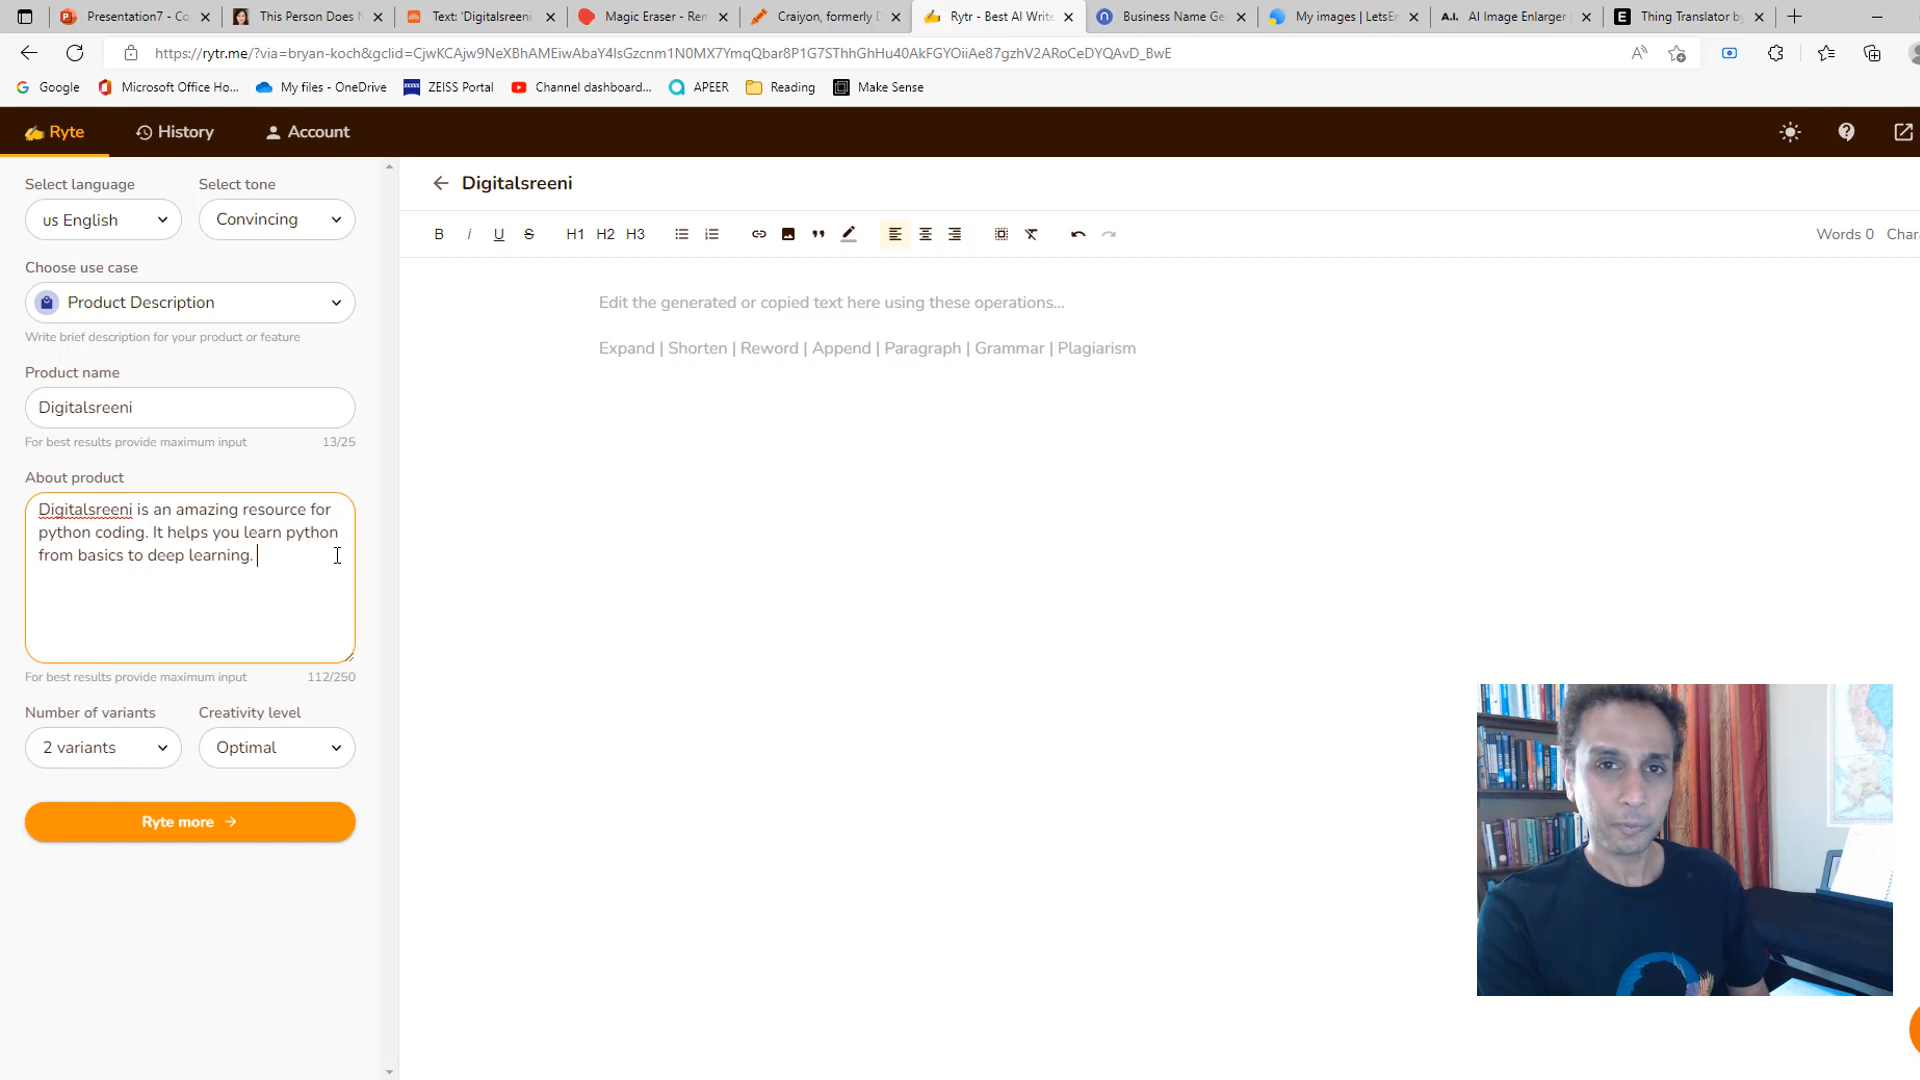 Presentation7 - Co
This Person Does N
Text: 'Digitalsreeni
Magic Eraser - Rem
Craiyon, formerly D
Rytr - Best AI Write
Business Name Ge
My images | LetsEn
A.I.
AI Image Enlarger |
Thing Translator by
https://rytr.me/?via=bryan-koch&gclid=CjwKCAjw9NeXBhAMEiwAbaY4lsGzcnm1N0MX7YmqQbar8P1G7SThhGhHu40AkFGYOiiAe87gzhV2ARoCeDYQAvD_BwE
Google
Microsoft Office Ho...
My files - OneDrive
ZEISS Portal
Channel dashboard...
APEER
Reading
Make Sense
Ryte
History
Account
Select language
Select tone
us English
Convincing
Choose use case
Product Description
Write brief description for your product or feature
Product name
Digitalsreeni
For best results provide maximum input
13/25
About product
Digitalsreeni is an amazing resource for
python coding. It helps you learn python
from basics to deep learning.
For best results provide maximum input
112/250
Number of variants
Creativity level
2 variants
Optimal
Ryte more
Digitalsreeni
B i U S H1 H2 H3
Words 0
Chara
Edit the generated or copied text here using these operations...
Expand | Shorten | Reword | Append | Paragraph | Grammar | Plagiarism